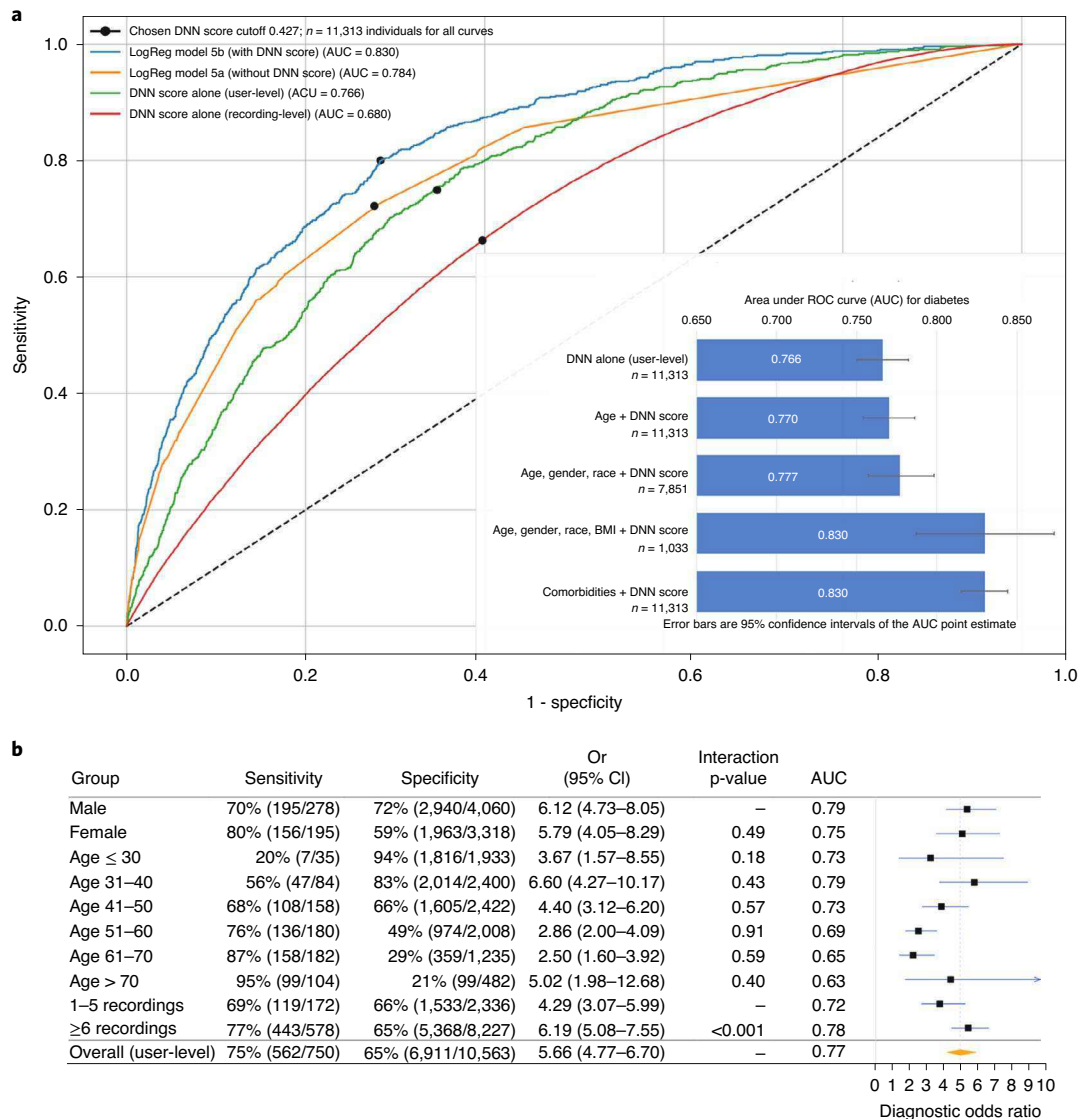 a
Chosen DNN score cutoff 0.427; n = 11,313 individuals for all curves
LogReg model 5b (with DNN score) (AUC = 0.830)
LogReg model 5a (without DNN score) (AUC = 0.784)
DNN score alone (user-level) (ACU = 0.766)
DNN score alone (recording-level) (AUC = 0.680)
1.0
0.8
0.6
0.4
0.2
0.0
Sensitivity
0.0 0.2 0.4 0.6 0.8 1.0
1 - specficity
Area under ROC curve (AUC) for diabetes
0.650 0.700 0.750 0.800 0.850
DNN alone (user-level)
n = 11,313
0.766
Age + DNN score
n = 11,313
0.770
Age, gender, race + DNN score
n = 7,851
0.777
Age, gender, race, BMI + DNN score
n = 1,033
0.830
Comorbidities + DNN score
n = 11,313
0.830
Error bars are 95% confidence intervals of the AUC point estimate
b
Group Sensitivity Specificity Or (95% CI) Interaction p-value AUC
Male 70% (195/278) 72% (2,940/4,060) 6.12 (4.73–8.05) – 0.79
Female 80% (156/195) 59% (1,963/3,318) 5.79 (4.05–8.29) 0.49 0.75
Age ≤ 30 20% (7/35) 94% (1,816/1,933) 3.67 (1.57–8.55) 0.18 0.73
Age 31–40 56% (47/84) 83% (2,014/2,400) 6.60 (4.27–10.17) 0.43 0.79
Age 41–50 68% (108/158) 66% (1,605/2,422) 4.40 (3.12–6.20) 0.57 0.73
Age 51–60 76% (136/180) 49% (974/2,008) 2.86 (2.00–4.09) 0.91 0.69
Age 61–70 87% (158/182) 29% (359/1,235) 2.50 (1.60–3.92) 0.59 0.65
Age > 70 95% (99/104) 21% (99/482) 5.02 (1.98–12.68) 0.40 0.63
1–5 recordings 69% (119/172) 66% (1,533/2,336) 4.29 (3.07–5.99) – 0.72
≥6 recordings 77% (443/578) 65% (5,368/8,227) 6.19 (5.08–7.55) <0.001 0.78
Overall (user-level) 75% (562/750) 65% (6,911/10,563) 5.66 (4.77–6.70) – 0.77
0 1 2 3 4 5 6 7 8 9 10
Diagnostic odds ratio